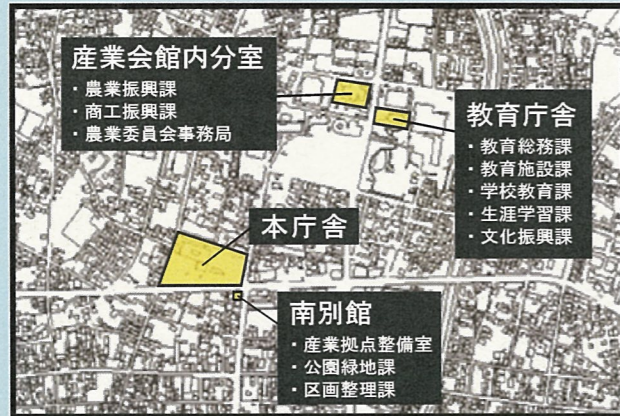 産業会館内分室
・農業振興課
・商工振興課
・農業委員会事務局
教育庁舎
・教育総務課
・教育施設課
・学校教育課
・生涯学習課
・文化振興課
本庁舎
南別館
・産業拠点整備室
・公園緑地課
・区画整理課